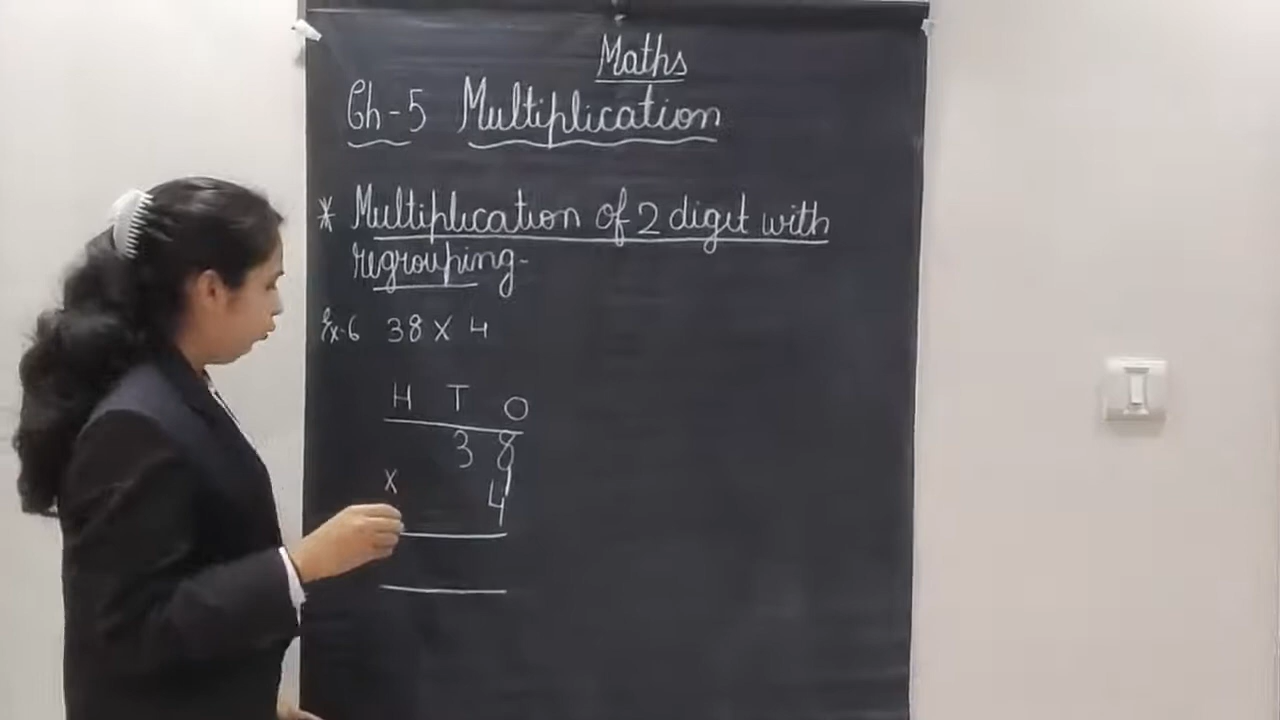 Maths
Ch-5 Multiplication
* Multiplication of 2 digit with
regrouping-
Ex-6 38 X 4
H T O
3 8
X 4